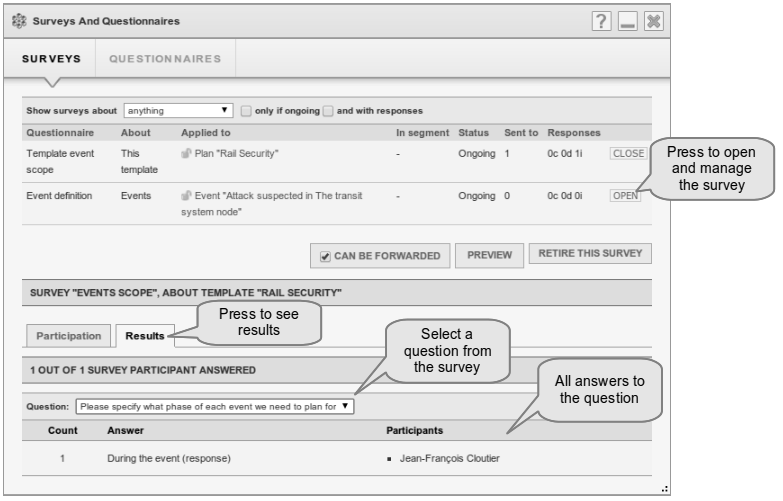 Surveys And Questionnaires
?
SURVEYS QUESTIONNAIRES
Show surveys about anything only if ongoing and with responses
Questionnaire About Applied to In segment Status Sent to Responses
Template event scope This template Plan "Rail Security" - Ongoing 1 0c 0d 1i CLOSE
Event definition Events Event "Attack suspected in The transit system node" - Ongoing 0 0c 0d 0i OPEN
Press to open
and manage
the survey
CAN BE FORWARDED PREVIEW RETIRE THIS SURVEY
SURVEY "EVENTS SCOPE", ABOUT TEMPLATE "RAIL SECURITY"
Press to see
results
Participation Results
Select a
question from
the survey
1 OUT OF 1 SURVEY PARTICIPANT ANSWERED
All answers to
the question
Question: Please specify what phase of each event we need to plan for
Count Answer Participants
1 During the event (response) Jean-François Cloutier